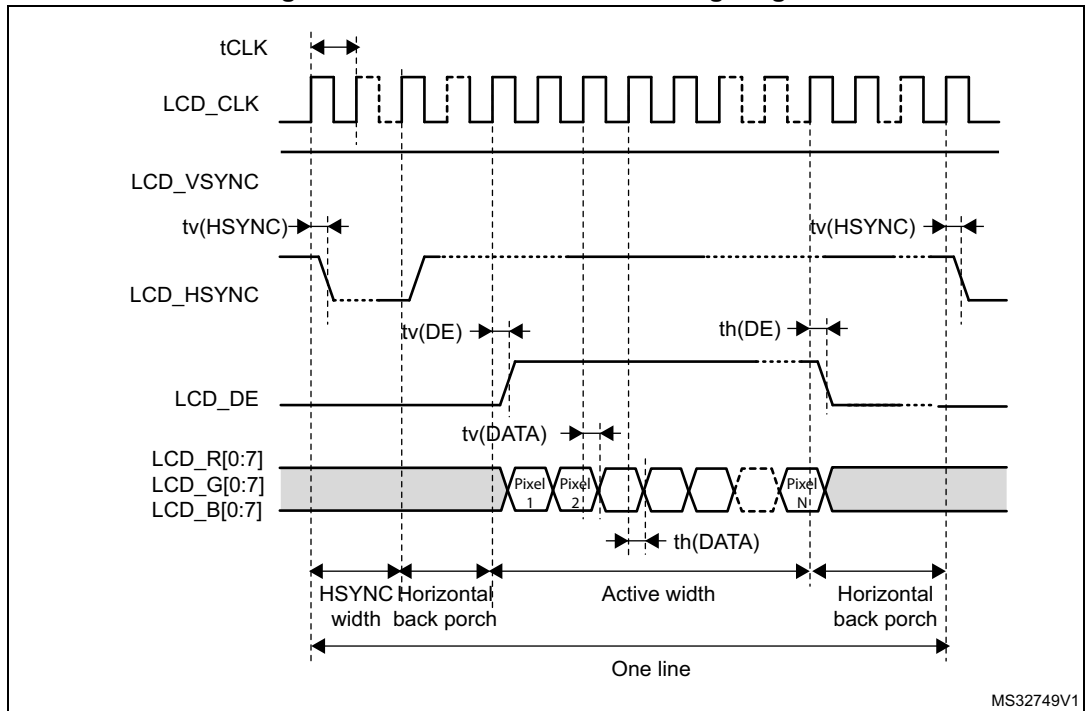 tCLK
LCD_CLK
LCD_VSYNC
tv(HSYNC)
tv(HSYNC)
LCD_HSYNC
tv(DE)
th(DE)
LCD_DE
tv(DATA)
LCD_R[0:7]
LCD_G[0:7]
LCD_B[0:7]
Pixel 1
Pixel 2
Pixel N
th(DATA)
HSYNC width
Horizontal back porch
Active width
Horizontal back porch
One line
MS32749V1